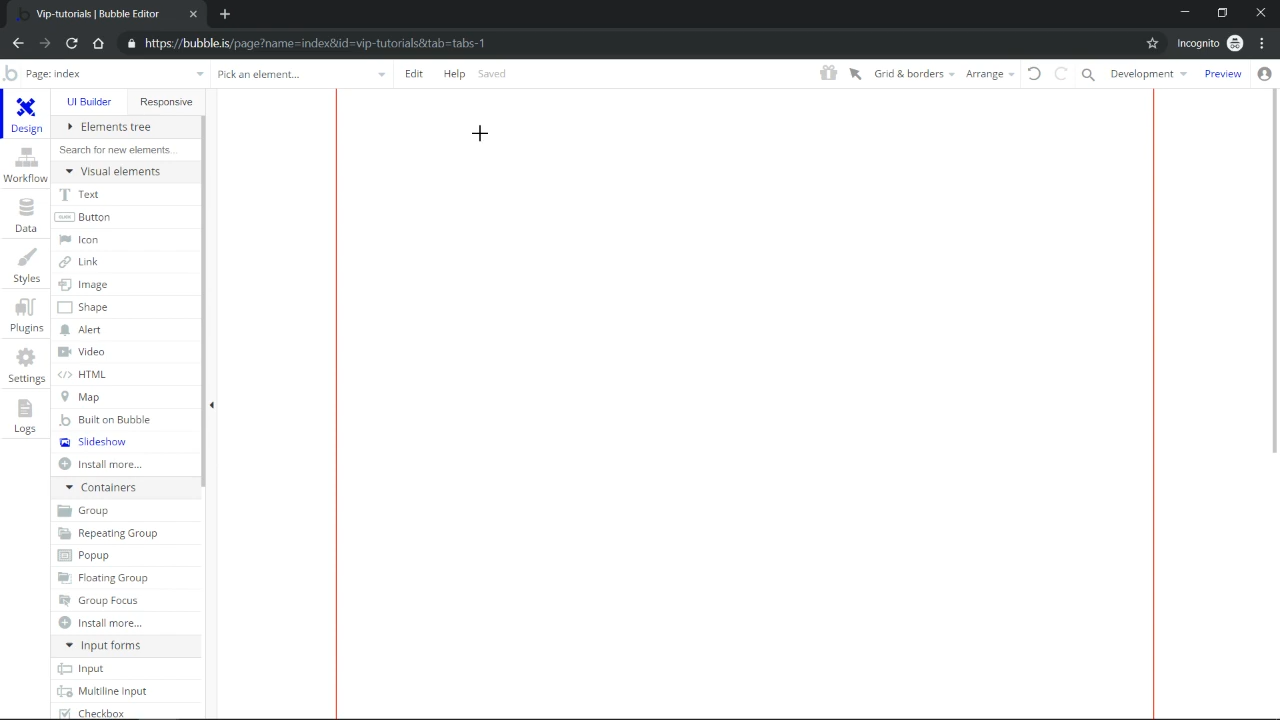 Vip-tutorials | Bubble Editor
https://bubble.is/page?name=index&id=vip-tutorials&tab=tabs-1
Incognito
Page: index
Pick an element...
Edit
Help
Saved
Grid & borders
Arrange
Development
Preview
Design
Workflow
Data
Styles
Plugins
Settings
Logs
UI Builder
Responsive
Elements tree
Search for new elements...
Visual elements
Text
Button
Icon
Link
Image
Shape
Alert
Video
HTML
Map
Built on Bubble
Slideshow
Install more...
Containers
Group
Repeating Group
Popup
Floating Group
Group Focus
Install more...
Input forms
Input
Multiline Input
Checkbox